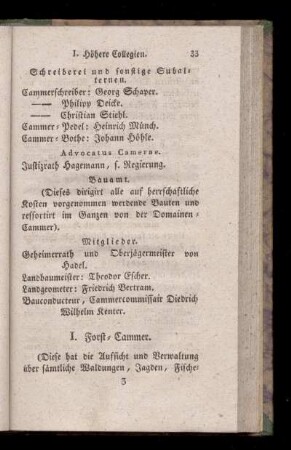 I. Höhere Collegien. 33
Schreiberei und sonstige Subal-
ternen.
Cammerschreiber: Georg Schaper.
—— Philipp Deicke.
—— Christian Stiehl.
Cammer-Pedel: Heinrich Münch.
Cammer-Bothe: Johann Höhle.
Advocatus Camerae.
Justizrath Hagemann, s. Regirung.
Bauamt.
(Dieses dirigirt alle auf herrschaftliche
Kosten vorgenommen werdende Bauten und
ressortirt im Ganzen von der Domainen-
Cammer).
Mitglieder.
Geheimerrath und Oberjägermeister von
Hadel.
Landbaumeister: Theodor Escher.
Landgrometer: Friedrich Bertram.
Bauconducteur, Cammercommissair Diedrich
Wilhelm Kenter.
I. Forst-Cammer.
(Diese hat die Aufsicht und Verwaltung
über sämtliche Waldungen, Jagden, Fische-
3